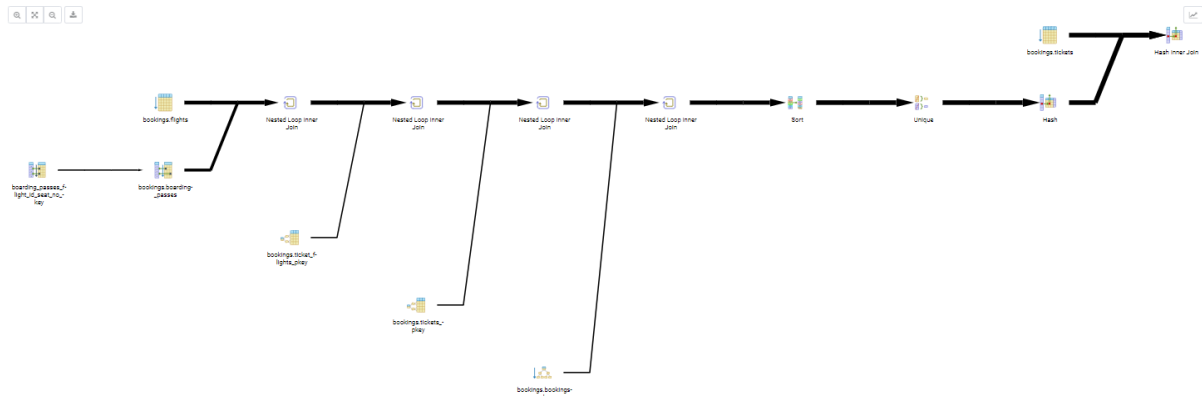 bookings.tickets
Hash Inner Join
bookings.flights
Nested Loop Inner
Join
Nested Loop Inner
Join
Nested Loop Inner
Join
Nested Loop Inner
Join
Sort
Unique
Hash
boarding_passes_f-
light_id_seat_no_-
key
bookings.boarding-
_passes
bookings.ticket_f-
lights_pkey
bookings.tickets_-
pkey
bookings.bookings-